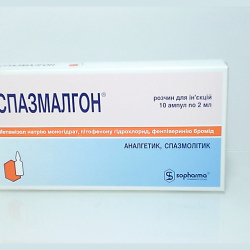 СПАЗМАЛГОН®
розчин для ін'єкцій
10 ампул по 2 мл
Метамізол натрію моногідрат, пітофенону гідрохлорид, фенпівериніо бромід
АНАЛГЕТИК, СПАЗМОЛІТИК
sopharma